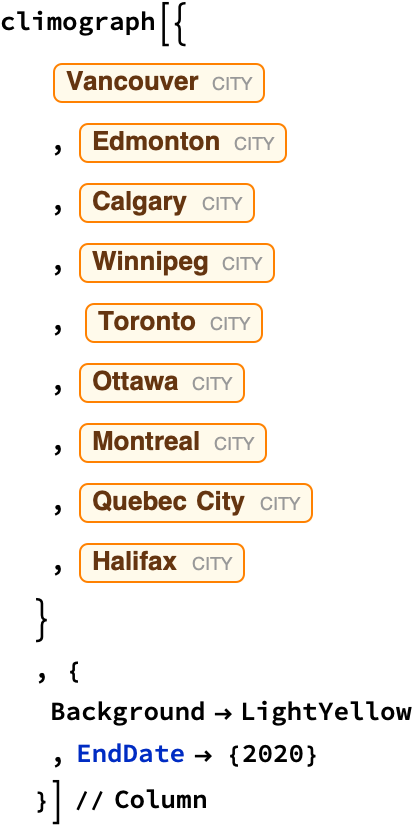 climograph[{
Vancouver CITY
, Edmonton CITY
, Calgary CITY
, Winnipeg CITY
, Toronto CITY
, Ottawa CITY
, Montreal CITY
, Quebec City CITY
, Halifax CITY
}
, {
Background → LightYellow
, EndDate → {2020}
}] // Column